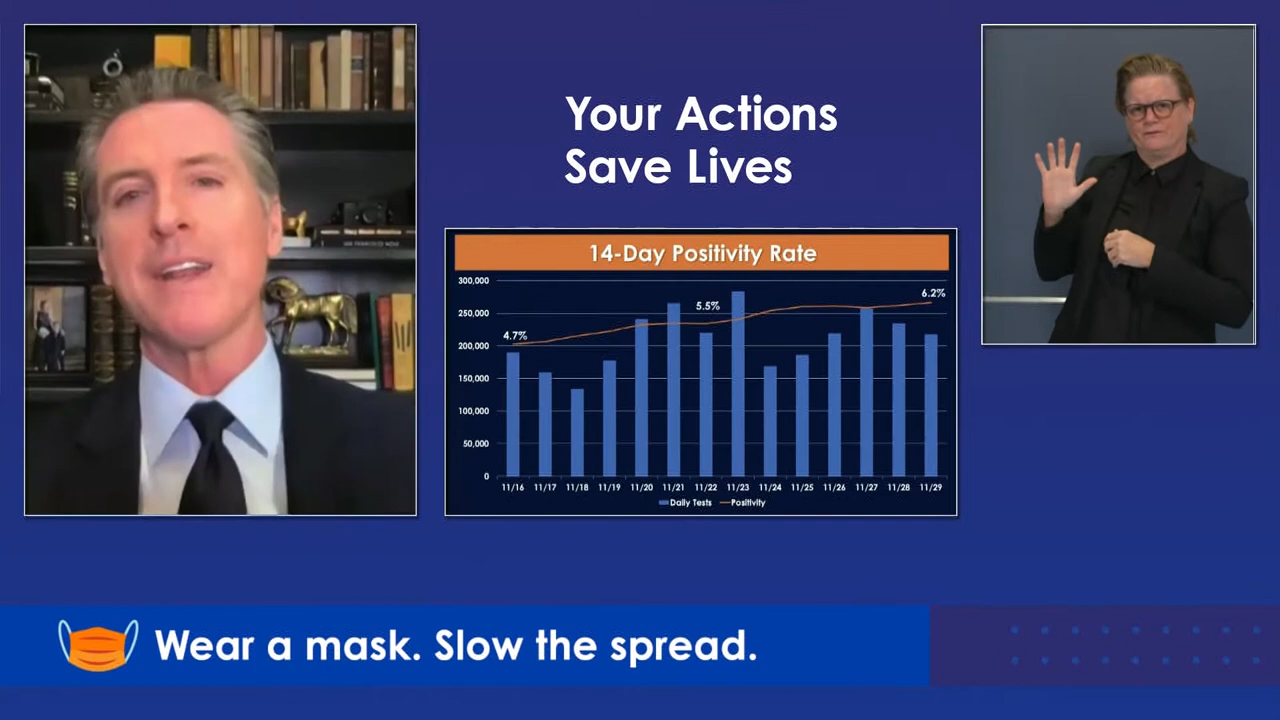 Your Actions
Save Lives
14-Day Positivity Rate
300,000
250,000
200,000
150,000
100,000
50,000
0
4.7%
5.5%
6.2%
11/16 11/17 11/18 11/19 11/20 11/21 11/22 11/23 11/24 11/25 11/26 11/27 11/28 11/29
Daily Tests Positivity
Wear a mask. Slow the spread.